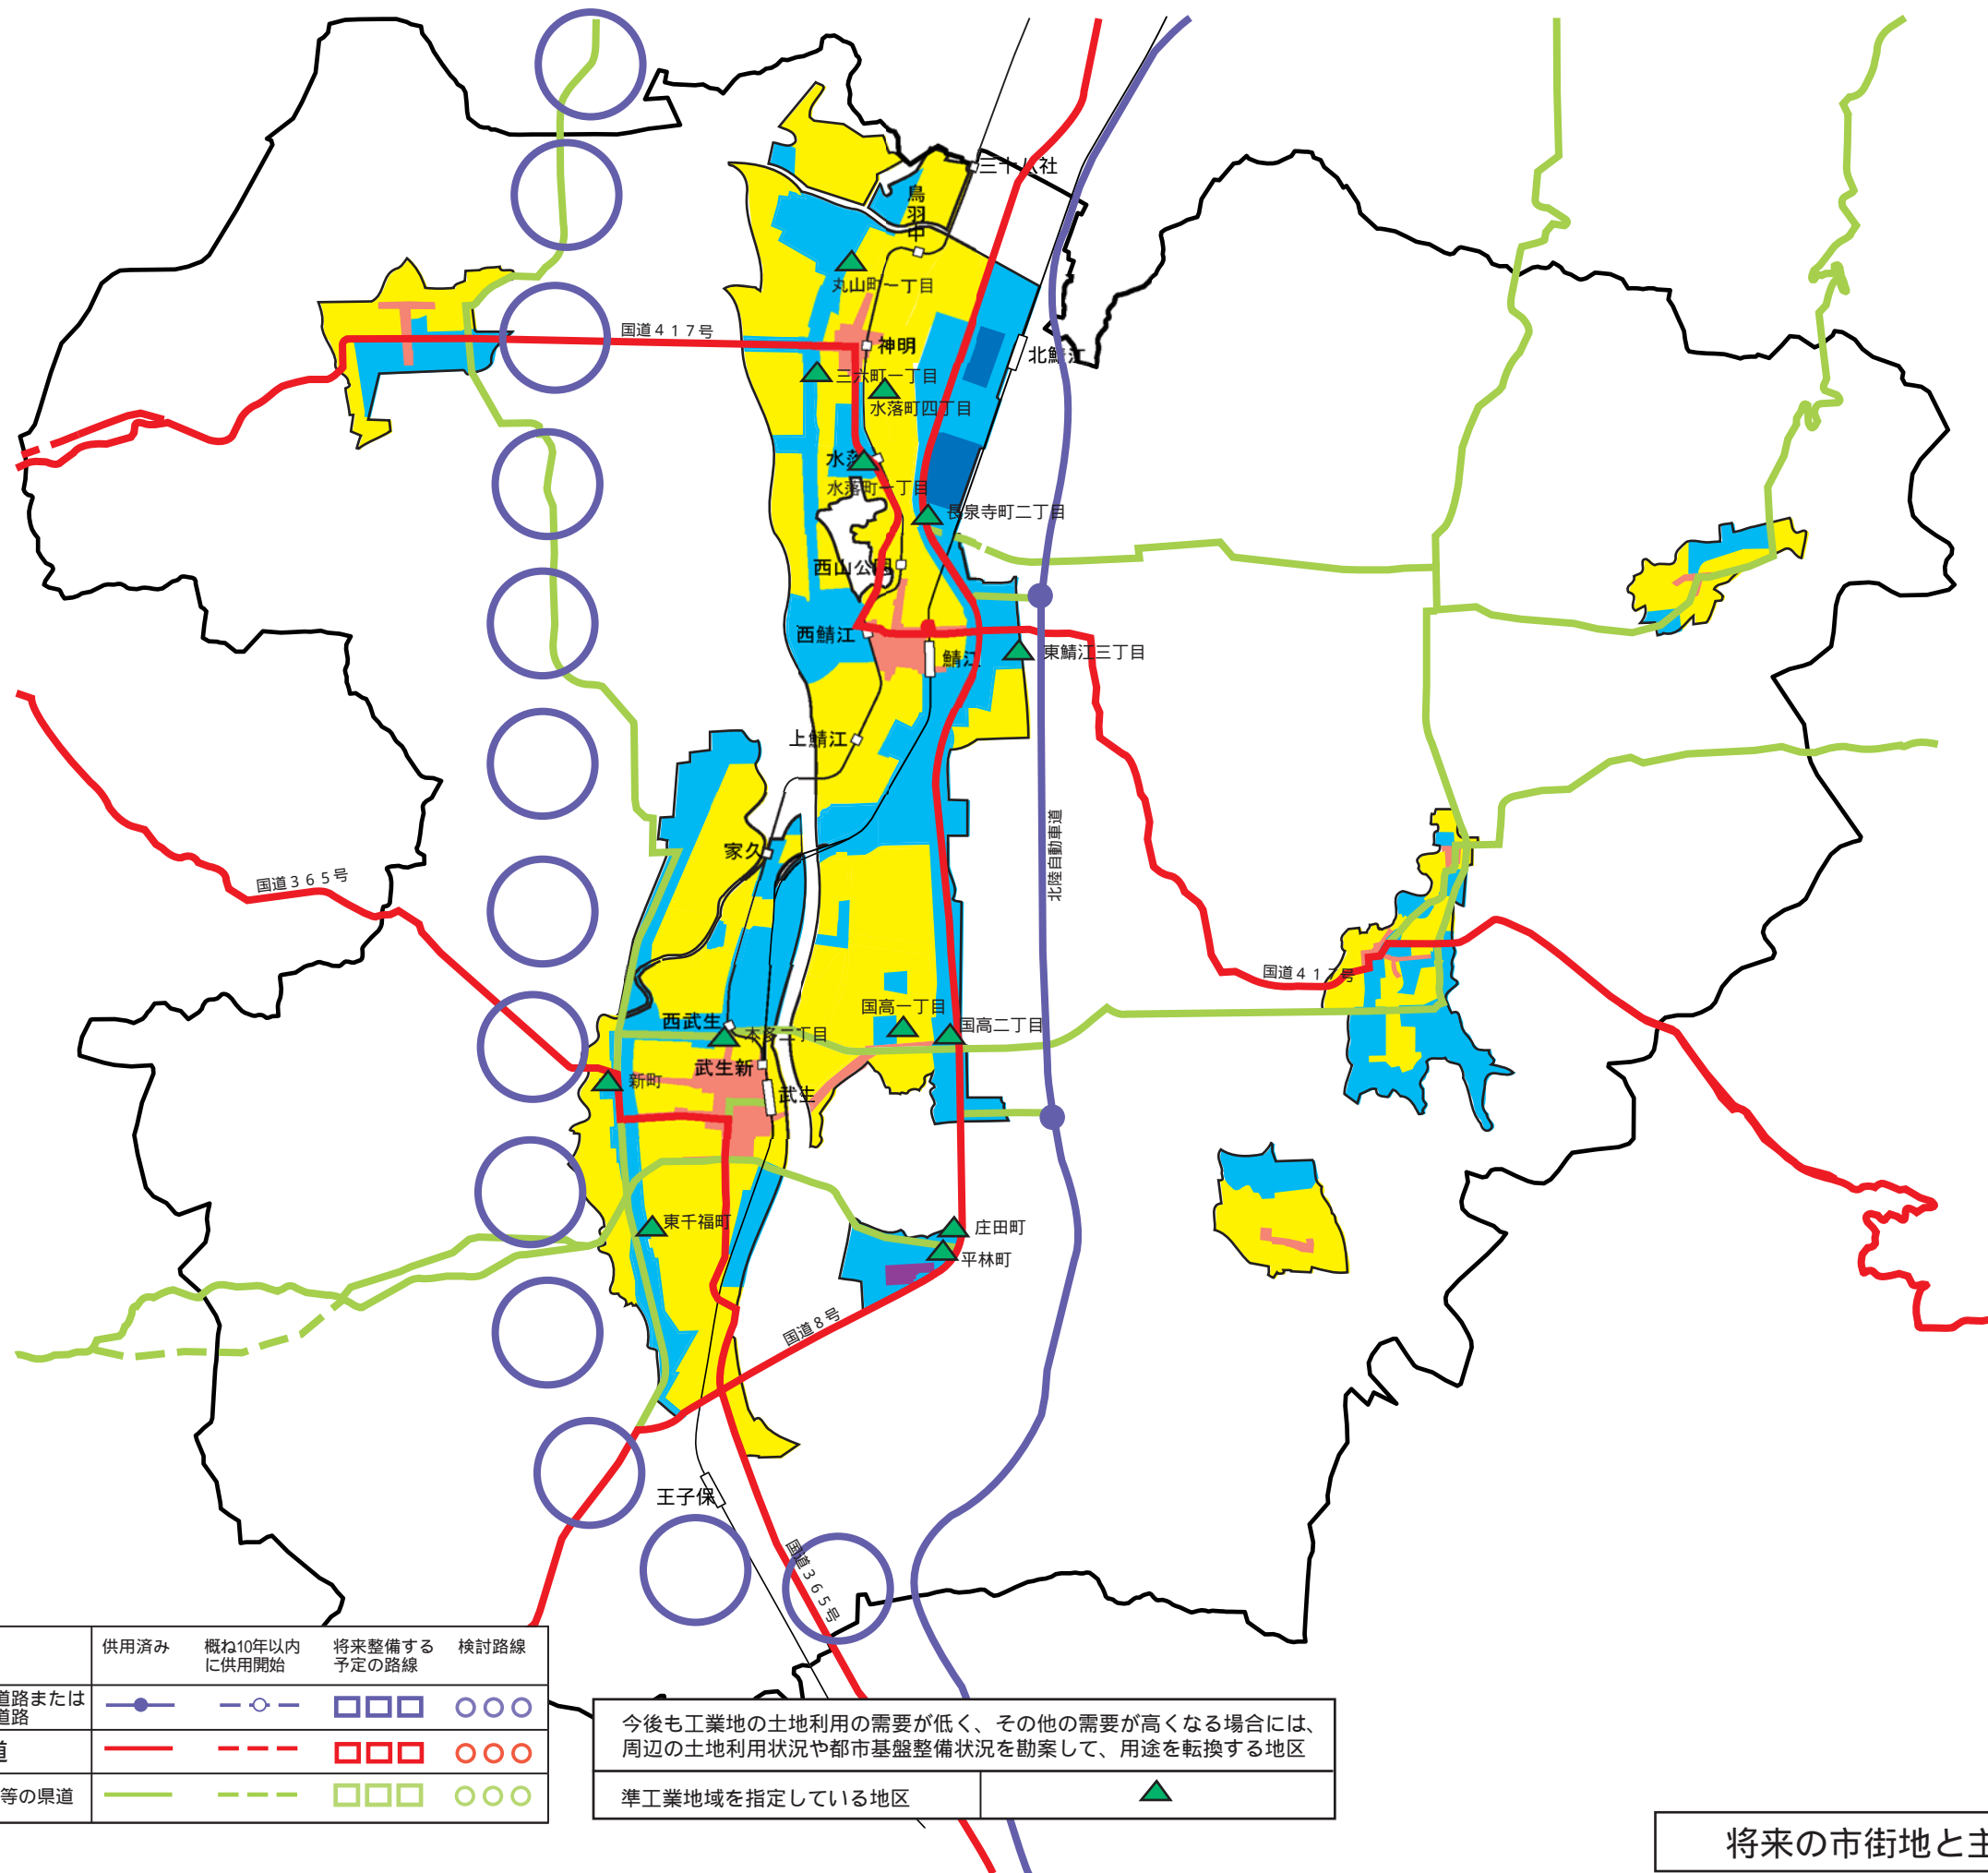 三十八社
鳥羽中
丸山町一丁目
国道417号
神明
北鯖江
三六町一丁目
水落町四丁目
水落
水落町一丁目
長泉寺町二丁目
西山公園
西鯖江
鯖江
東鯖江三丁目
上鯖江
北陸自動車道
家久
国道365号
国道417号
国高一丁目
西武生
本多二丁目
国高二丁目
武生新
新町
武生
東千福町
庄田町
平林町
国道8号
王子保
国道365号
供用済み
概ね10年以内
に供用開始
将来整備する
予定の路線
検討路線
道路または
道路
道
等の県道
今後も工業地の土地利用の需要が低く、その他の需要が高くなる場合には、
周辺の土地利用状況や都市基盤整備状況を勘案して、用途を転換する地区
準工業地域を指定している地区
将来の市街地と主